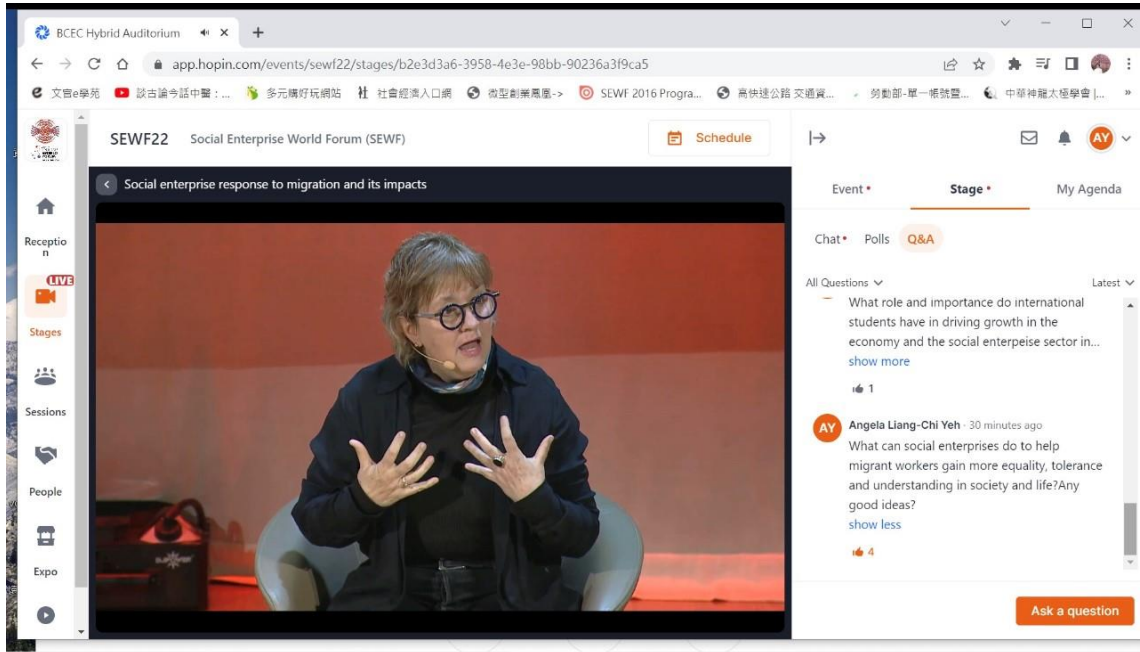 BCEC Hybrid Auditorium
app.hopin.com/events/sewf22/stages/b2e3d3a6-3958-4e3e-98bb-90236a3f9ca5
文官e學苑
談古論今話中醫：...
多元購好玩網站
社會經濟人口網
微型創業鳳凰->
SEWF 2016 Progra...
高快速公路 交通資...
勞動部-單一帳號暨...
中華神龍太極學會 |...
»
SEWF22
Social Enterprise World Forum (SEWF)
Schedule
AY
Social enterprise response to migration and its impacts
Event
Stage
My Agenda
Receptio
n
LIVE
Stages
Sessions
People
Expo
Chat
Polls
Q&A
All Questions
Latest
What role and importance do international
students have in driving growth in the
economy and the social enterpeise sector in...
show more
1
AY
Angela Liang-Chi Yeh · 30 minutes ago
What can social enterprises do to help
migrant workers gain more equality, tolerance
and understanding in society and life?Any
good ideas?
show less
4
Ask a question